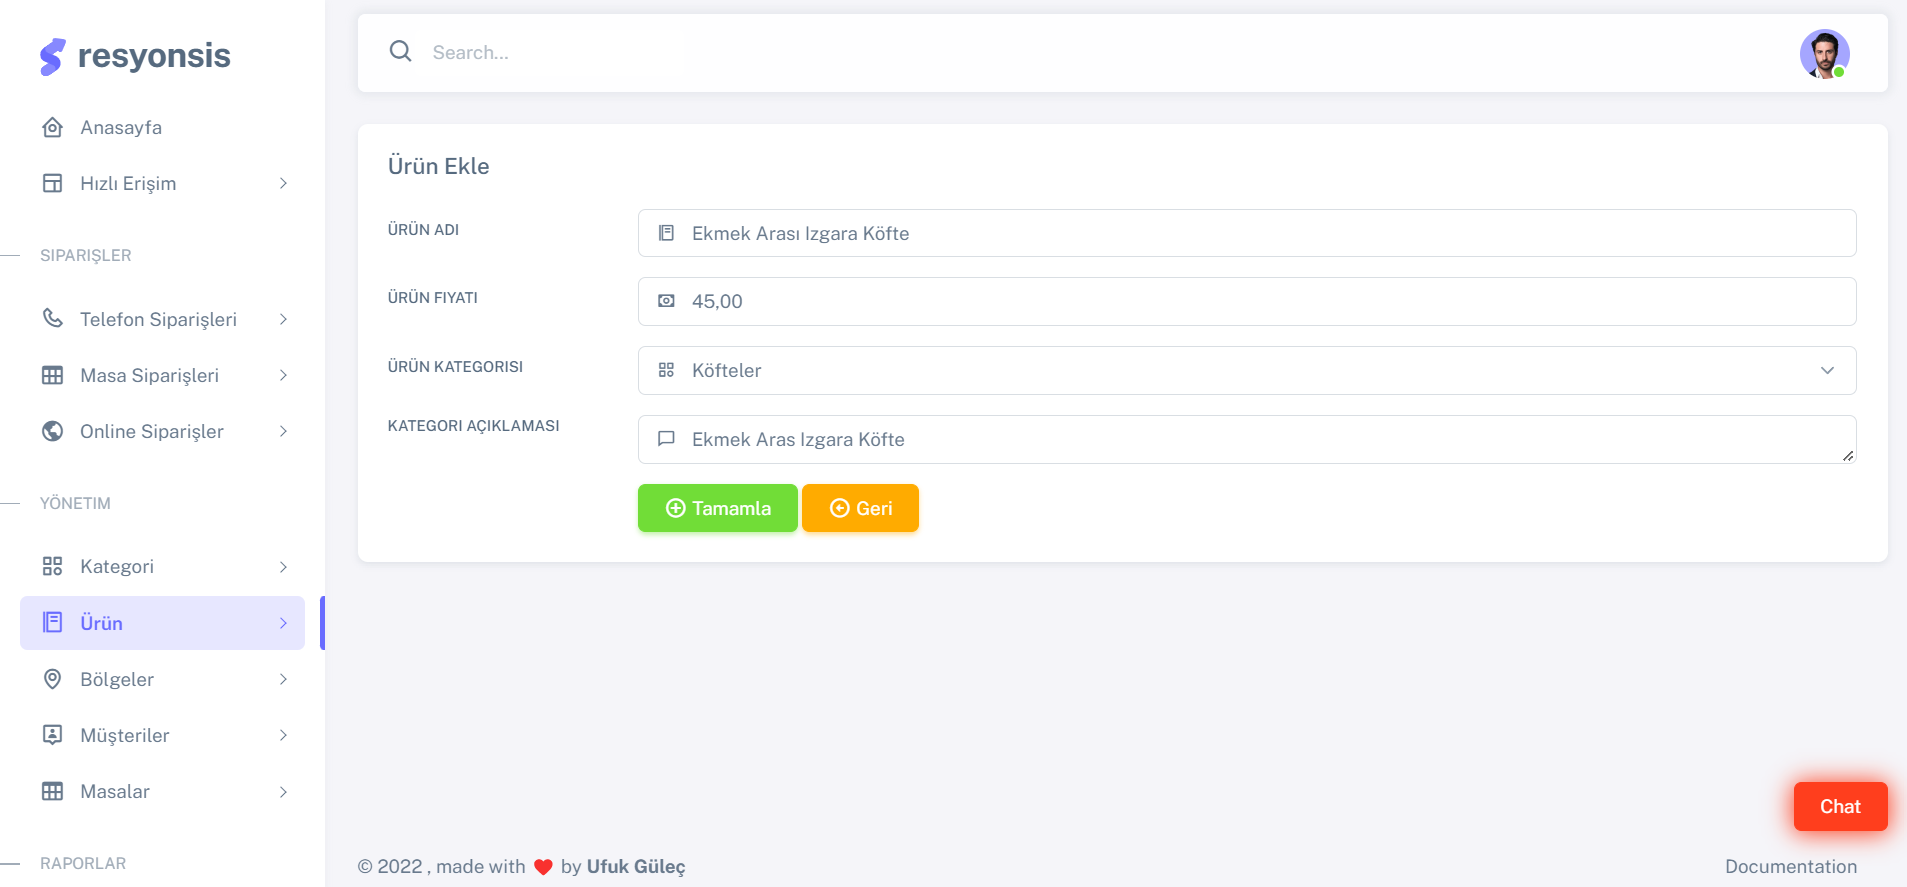 resyonsis
Anasayfa
Hızlı Erişim
SIPARIŞLER
Telefon Siparişleri
Masa Siparişleri
Online Siparişler
YÖNETIM
Kategori
Ürün
Bölgeler
Müşteriler
Masalar
RAPORLAR
Search...
Ürün Ekle
ÜRÜN ADI
Ekmek Arası Izgara Köfte
ÜRÜN FIYATI
45,00
ÜRÜN KATEGORISI
Köfteler
KATEGORI AÇIKLAMASI
Ekmek Aras Izgara Köfte
Tamamla
Geri
Chat
© 2022 , made with ❤️ by Ufuk Güleç
Documentation